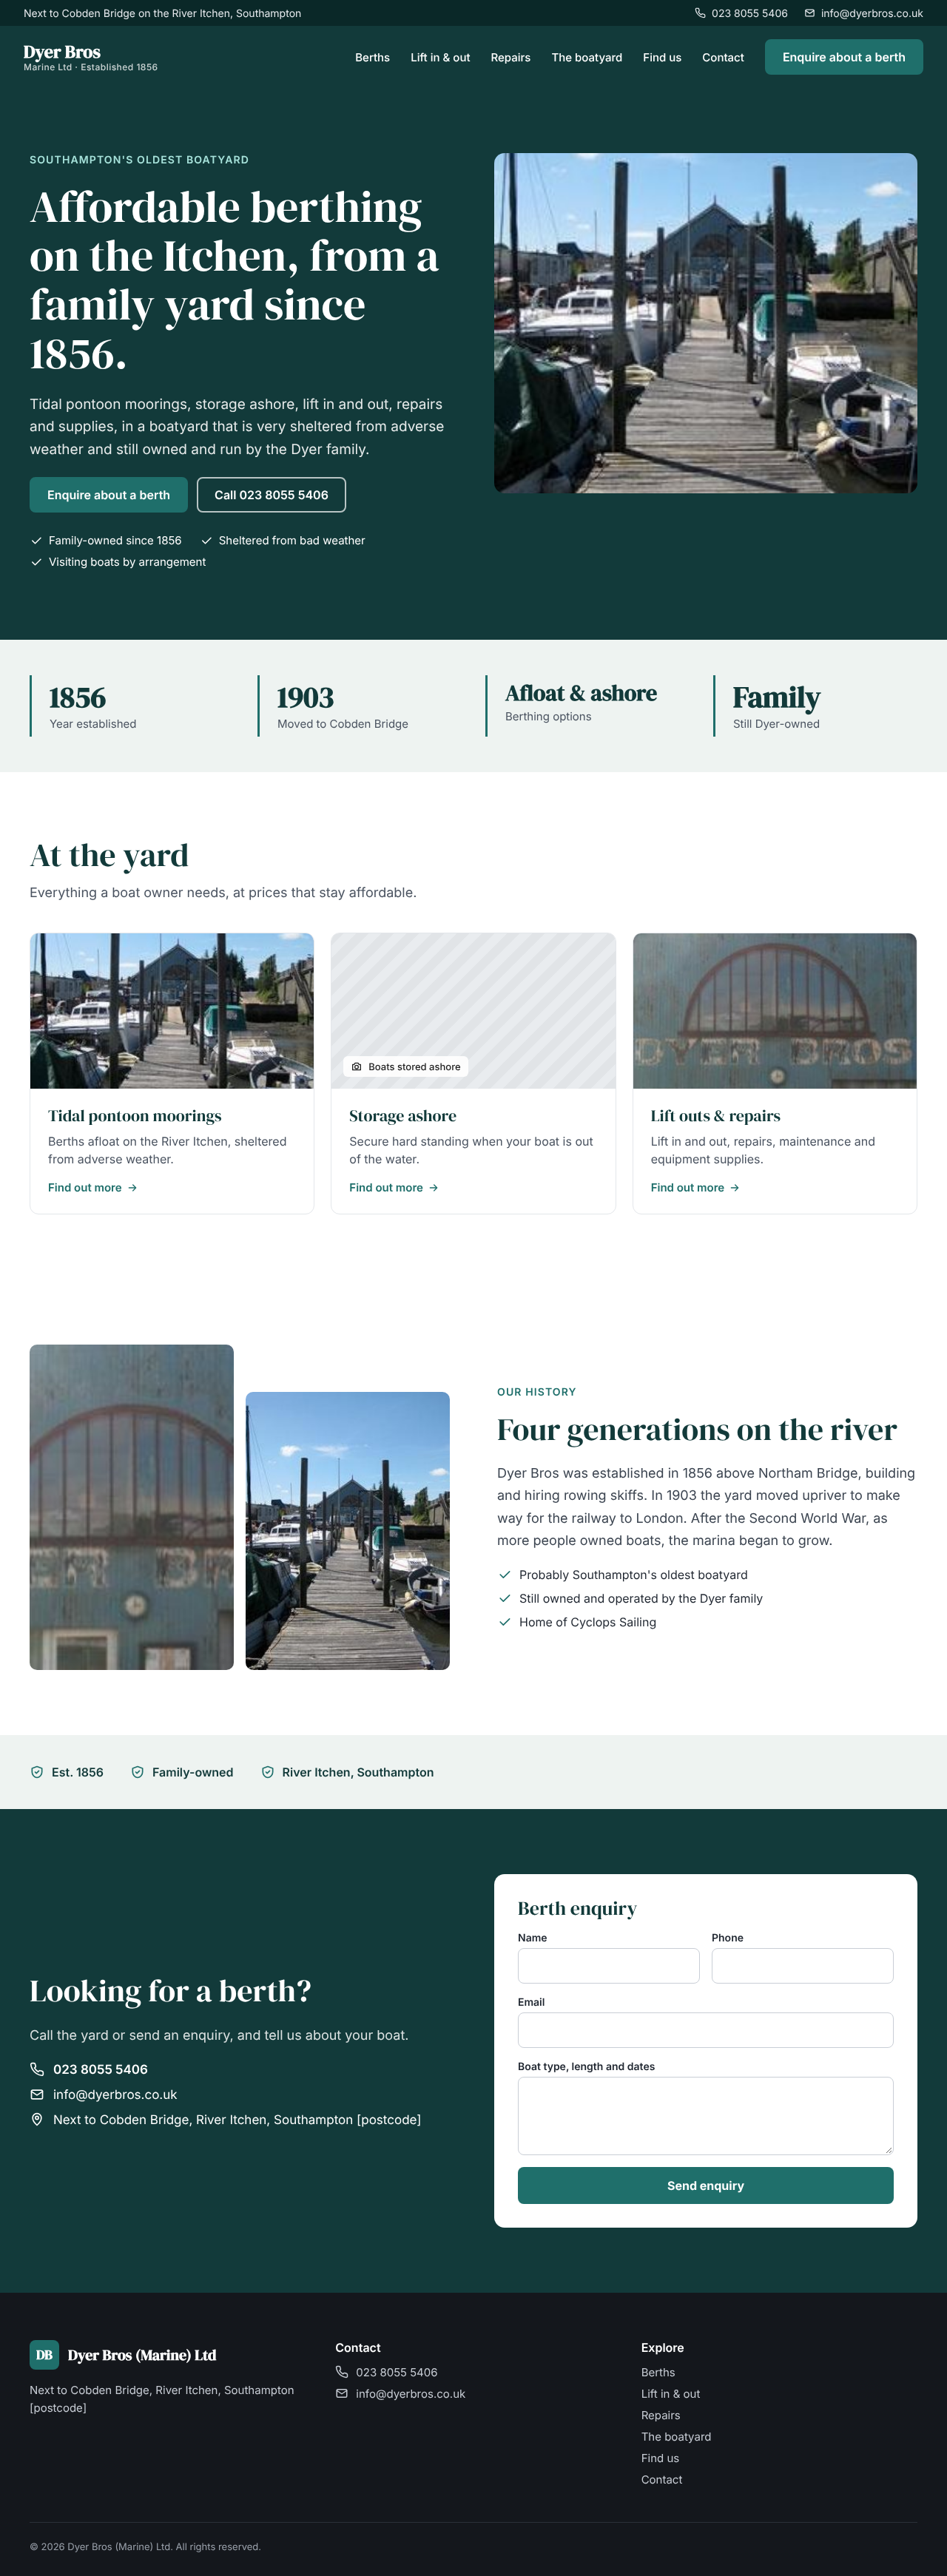 Next to Cobden Bridge on the River Itchen, Southampton
023 8055 5406
info@dyerbros.co.uk
Dyer Bros
Marine Ltd · Established 1856
Berths
Lift in & out
Repairs
The boatyard
Find us
Contact
Enquire about a berth
SOUTHAMPTON'S OLDEST BOATYARD
Affordable berthing
on the Itchen, from a
family yard since
1856.
Tidal pontoon moorings, storage ashore, lift in and out, repairs
and supplies, in a boatyard that is very sheltered from adverse
weather and still owned and run by the Dyer family.
Enquire about a berth
Call 023 8055 5406
Family-owned since 1856
Sheltered from bad weather
Visiting boats by arrangement
1856
Year established
1903
Moved to Cobden Bridge
Afloat & ashore
Berthing options
Family
Still Dyer-owned
At the yard
Everything a boat owner needs, at prices that stay affordable.
Boats stored ashore
DYER BROS
Tidal pontoon moorings
Berths afloat on the River Itchen, sheltered
from adverse weather.
Find out more →
Storage ashore
Secure hard standing when your boat is out
of the water.
Find out more →
Lift outs & repairs
Lift in and out, repairs, maintenance and
equipment supplies.
Find out more →
OUR HISTORY
Four generations on the river
Dyer Bros was established in 1856 above Northam Bridge, building
and hiring rowing skiffs. In 1903 the yard moved upriver to make
way for the railway to London. After the Second World War, as
more people owned boats, the marina began to grow.
Probably Southampton's oldest boatyard
Still owned and operated by the Dyer family
Home of Cyclops Sailing
Est. 1856
Family-owned
River Itchen, Southampton
Looking for a berth?
Call the yard or send an enquiry, and tell us about your boat.
023 8055 5406
info@dyerbros.co.uk
Next to Cobden Bridge, River Itchen, Southampton [postcode]
Berth enquiry
Name
Phone
Email
Boat type, length and dates
Send enquiry
DB
Dyer Bros (Marine) Ltd
Next to Cobden Bridge, River Itchen, Southampton
[postcode]
Contact
023 8055 5406
info@dyerbros.co.uk
Explore
Berths
Lift in & out
Repairs
The boatyard
Find us
Contact
© 2026 Dyer Bros (Marine) Ltd. All rights reserved.